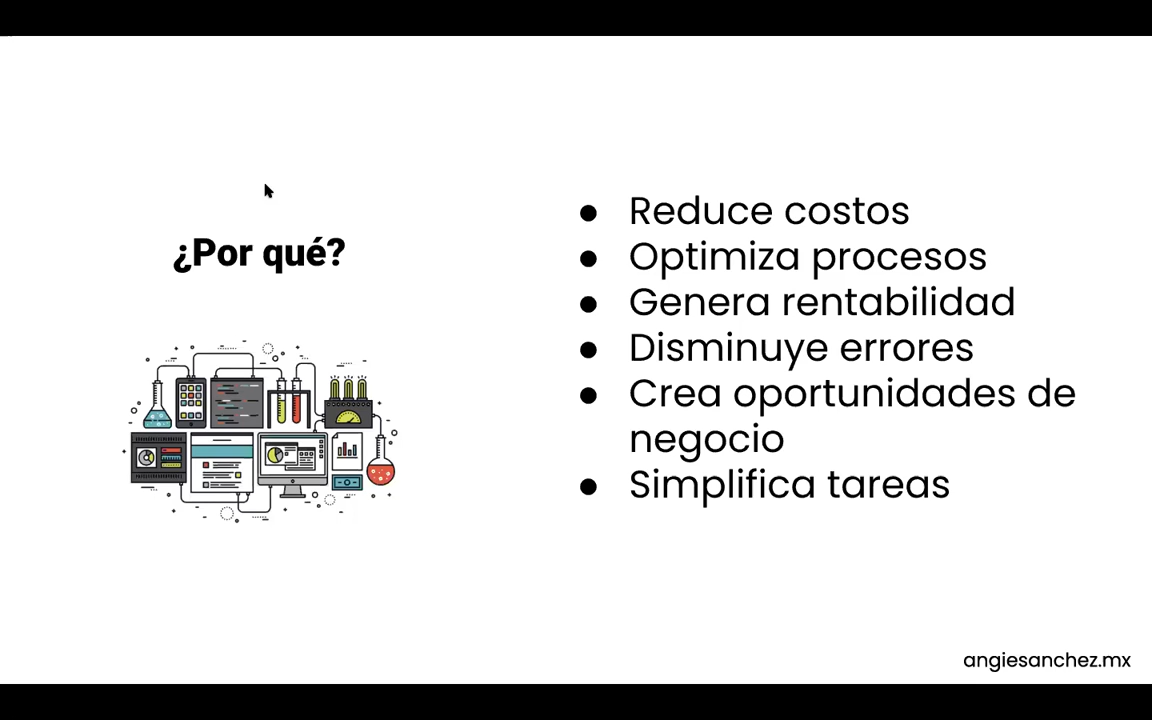 ¿Por qué?
● Reduce costos
● Optimiza procesos
● Genera rentabilidad
● Disminuye errores
● Crea oportunidades de
negocio
● Simplifica tareas
angiesanchez.mx